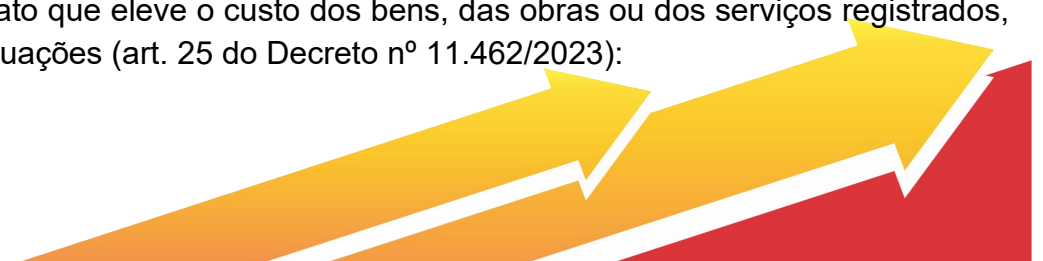 ato que eleve o custo dos bens, das obras ou dos serviços registrados,
uações (art. 25 do Decreto nº 11.462/2023):